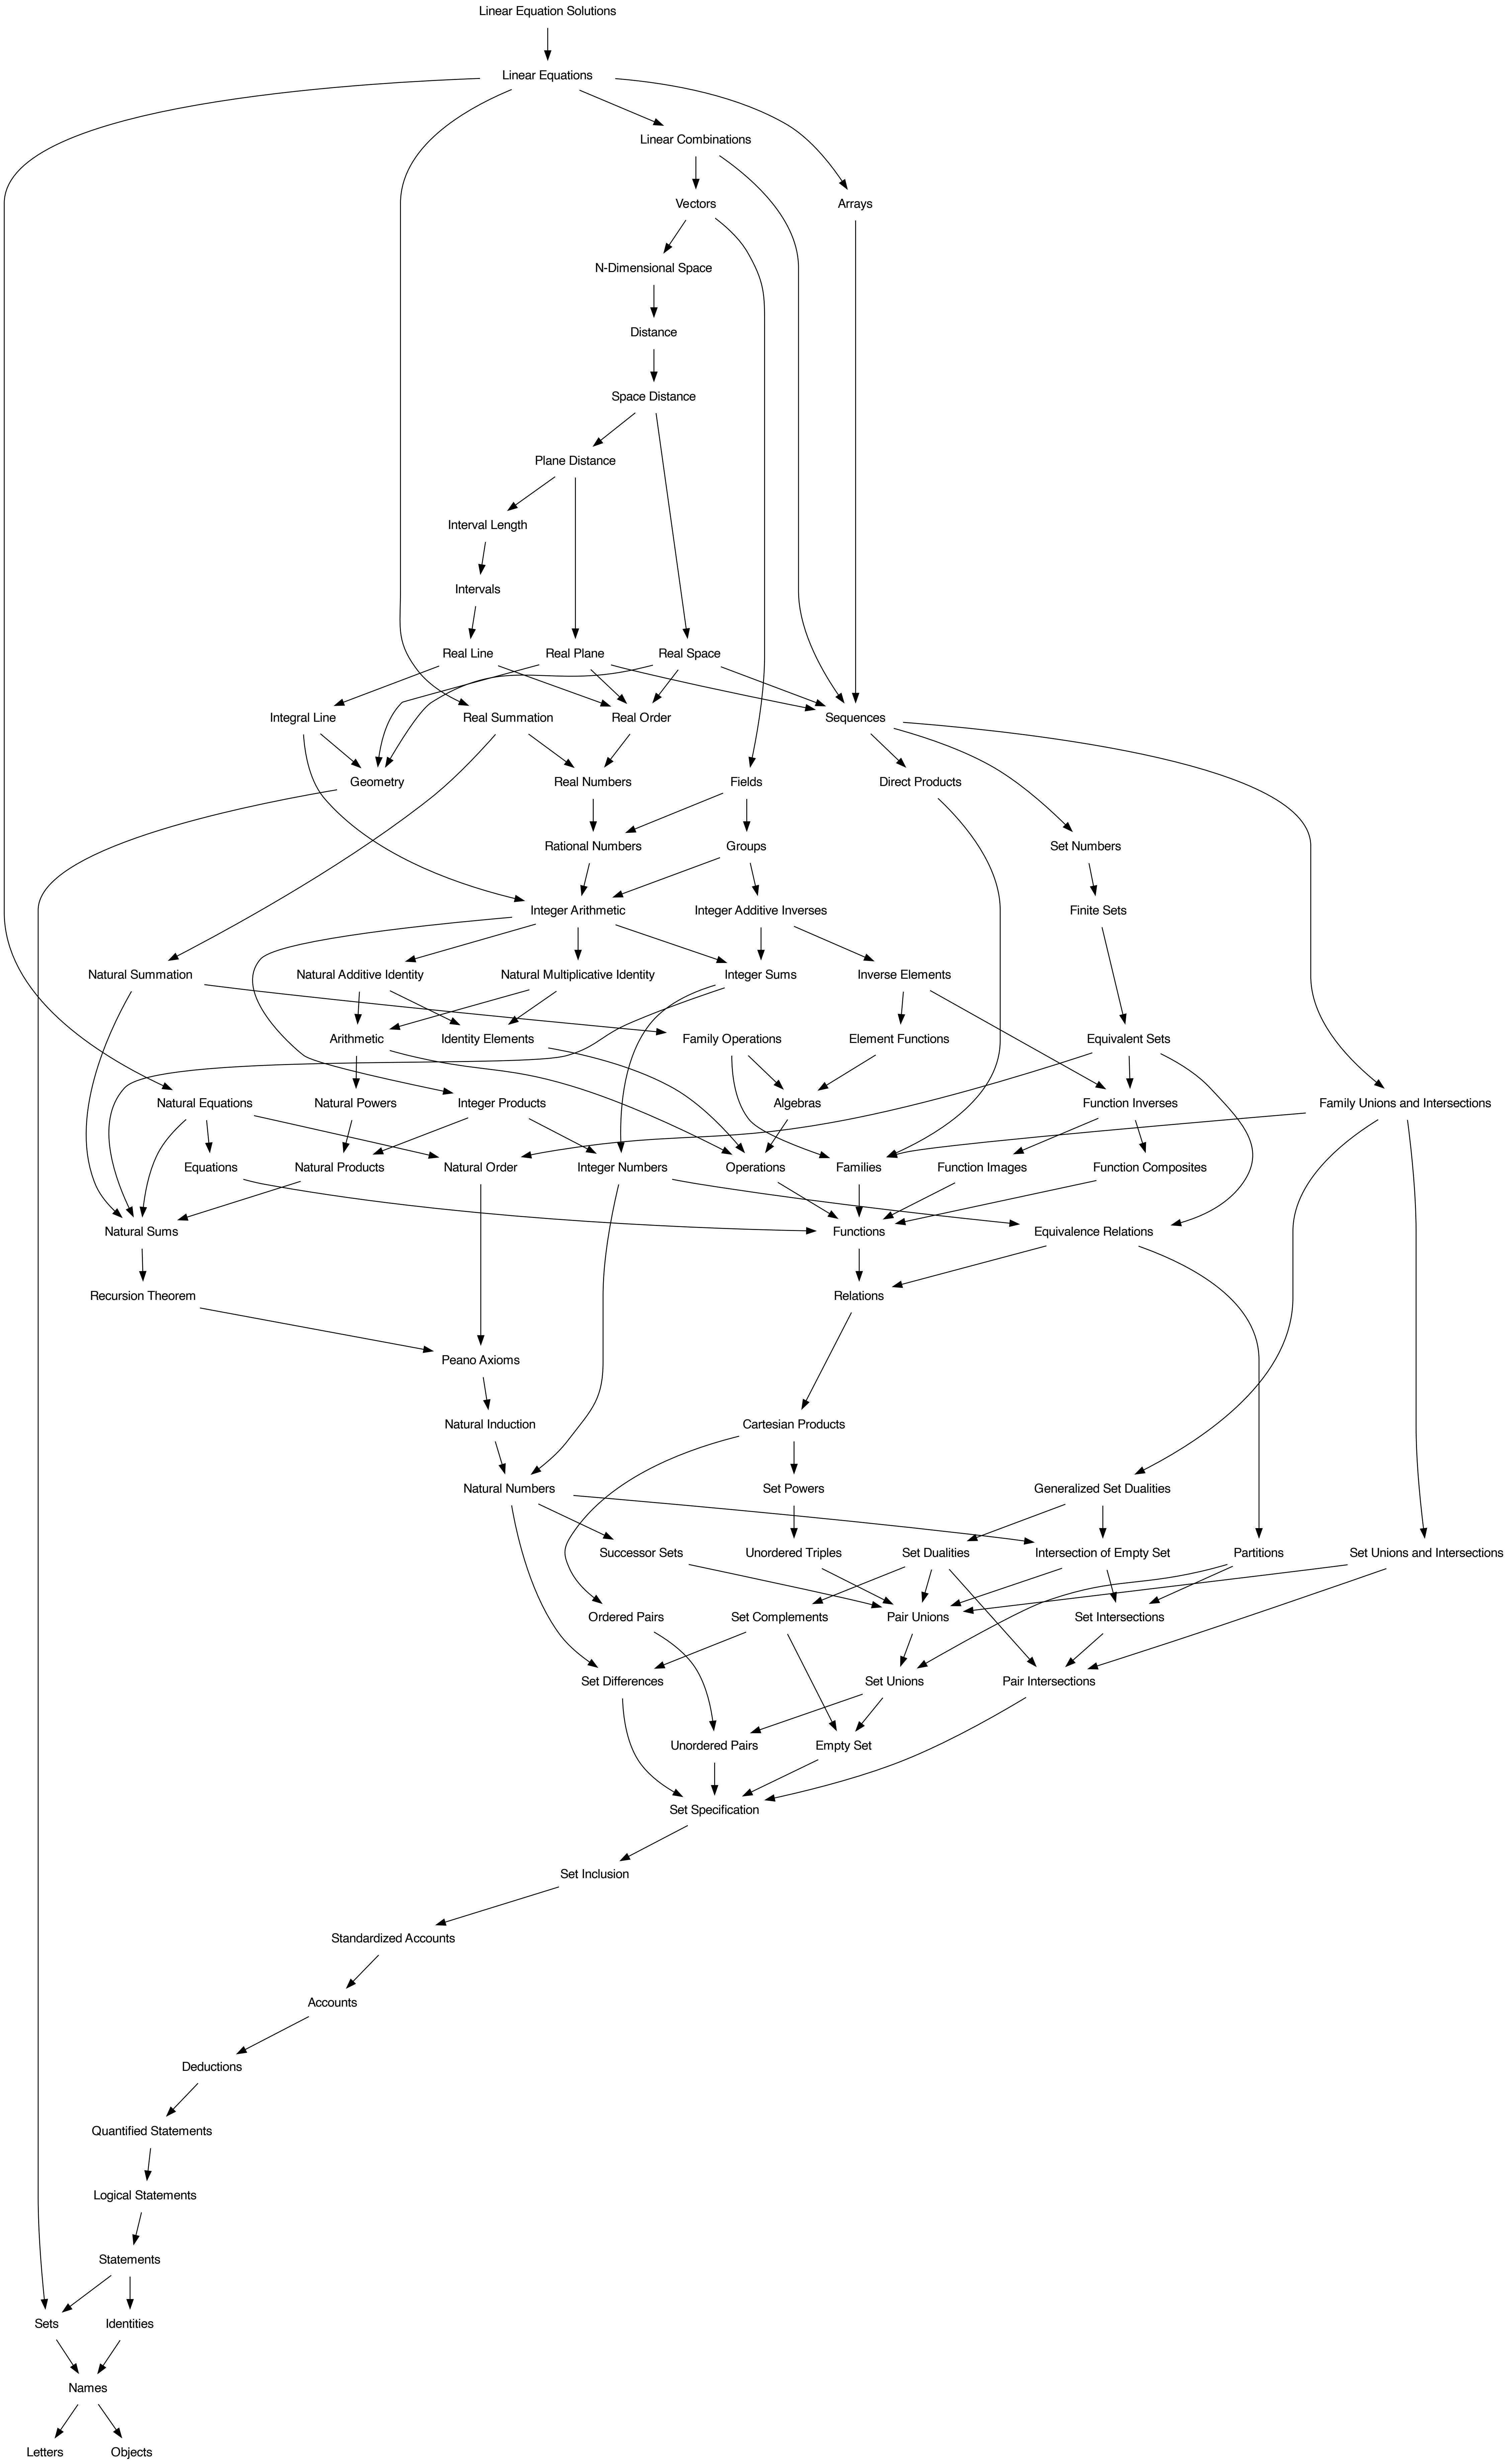 Linear Equation Solutions
Linear Equations
Linear Combinations
Vectors
Arrays
N-Dimensional Space
Distance
Space Distance
Plane Distance
Interval Length
Intervals
Real Line
Real Plane
Real Space
Integral Line
Real Summation
Real Order
Sequences
Geometry
Real Numbers
Fields
Direct Products
Rational Numbers
Groups
Set Numbers
Integer Arithmetic
Integer Additive Inverses
Finite Sets
Natural Summation
Natural Additive Identity
Natural Multiplicative Identity
Integer Sums
Inverse Elements
Arithmetic
Identity Elements
Family Operations
Element Functions
Equivalent Sets
Natural Equations
Natural Powers
Integer Products
Algebras
Function Inverses
Family Unions and Intersections
Equations
Natural Products
Natural Order
Integer Numbers
Operations
Families
Function Images
Function Composites
Natural Sums
Functions
Equivalence Relations
Recursion Theorem
Relations
Peano Axioms
Natural Induction
Cartesian Products
Natural Numbers
Set Powers
Generalized Set Dualities
Successor Sets
Unordered Triples
Set Dualities
Intersection of Empty Set
Partitions
Set Unions and Intersections
Ordered Pairs
Set Complements
Pair Unions
Set Intersections
Set Differences
Set Unions
Pair Intersections
Unordered Pairs
Empty Set
Set Specification
Set Inclusion
Standardized Accounts
Accounts
Deductions
Quantified Statements
Logical Statements
Statements
Sets
Identities
Names
Letters
Objects